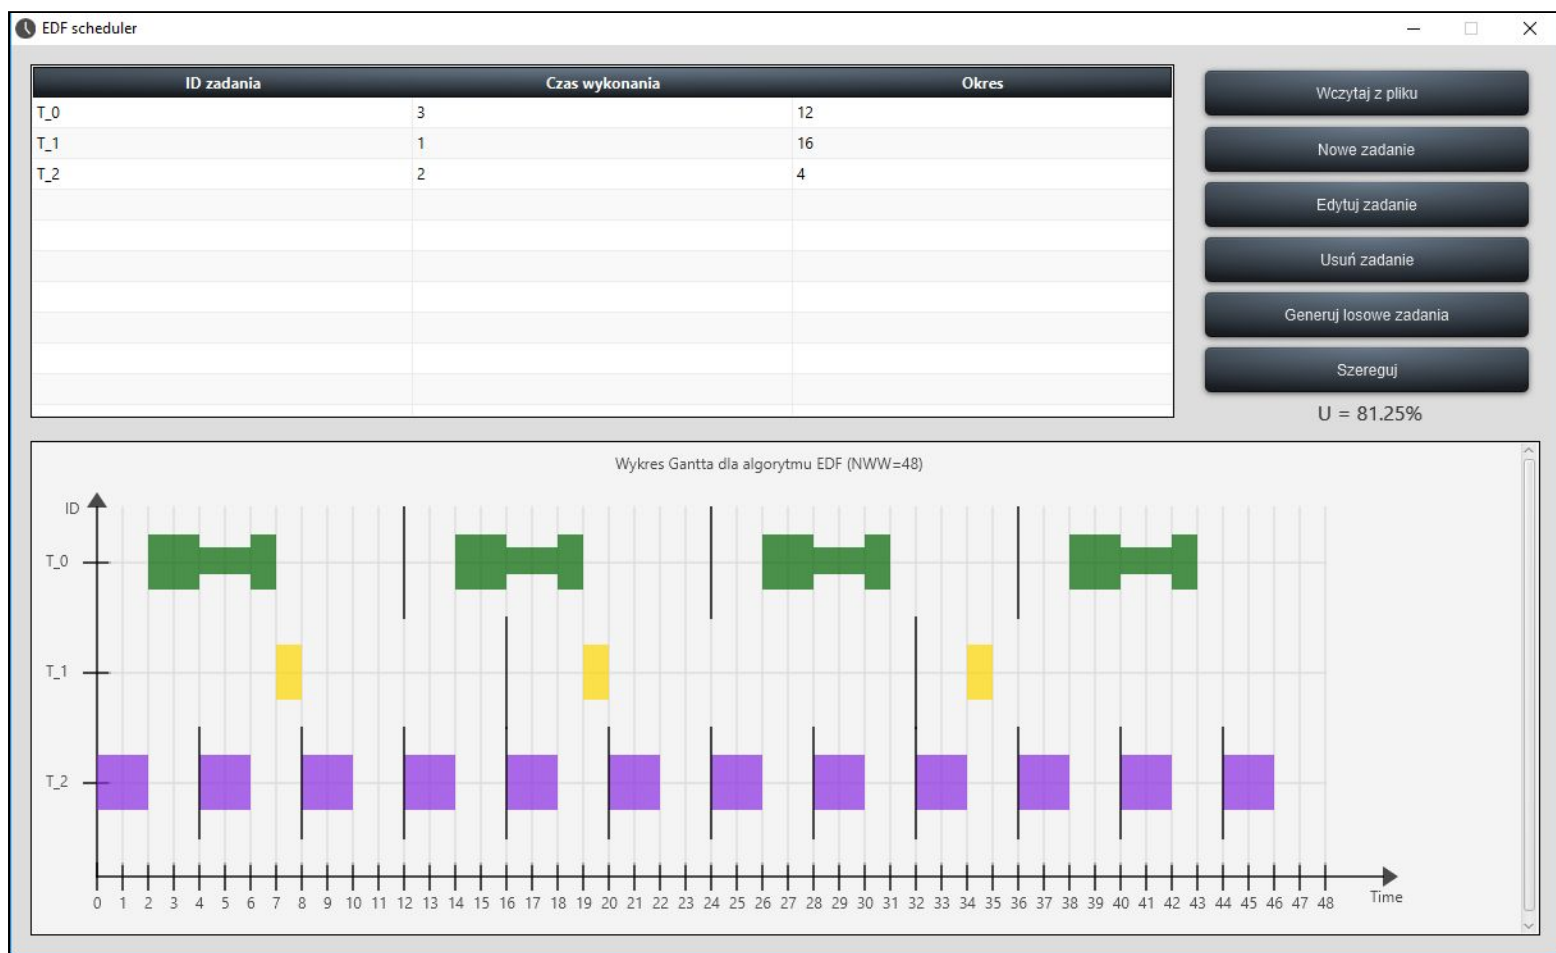 EDF scheduler
ID zadania Czas wykonania Okres
T_0 3 12
T_1 1 16
T_2 2 4
Wczytaj z pliku
Nowe zadanie
Edytuj zadanie
Usuń zadanie
Generuj losowe zadania
Szereguj
U = 81.25%
Wykres Gantta dla algorytmu EDF (NWW=48)
ID
T_0
T_1
T_2
0 1 2 3 4 5 6 7 8 9 10 11 12 13 14 15 16 17 18 19 20 21 22 23 24 25 26 27 28 29 30 31 32 33 34 35 36 37 38 39 40 41 42 43 44 45 46 47 48
Time